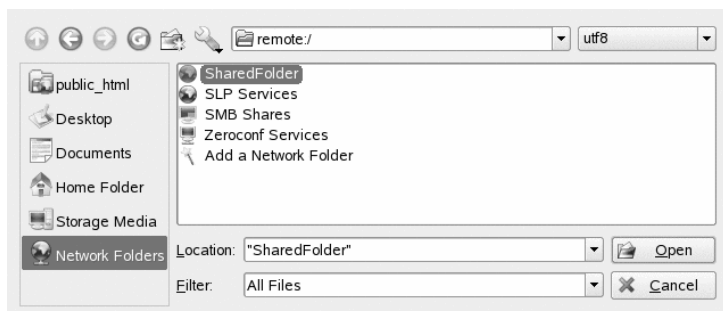 remote:/ utf8
public_html
Desktop
Documents
Home Folder
Storage Media
Network Folders
SharedFolder
SLP Services
SMB Shares
Zeroconf Services
Add a Network Folder
Location: "SharedFolder" Open
Filter: All Files Cancel